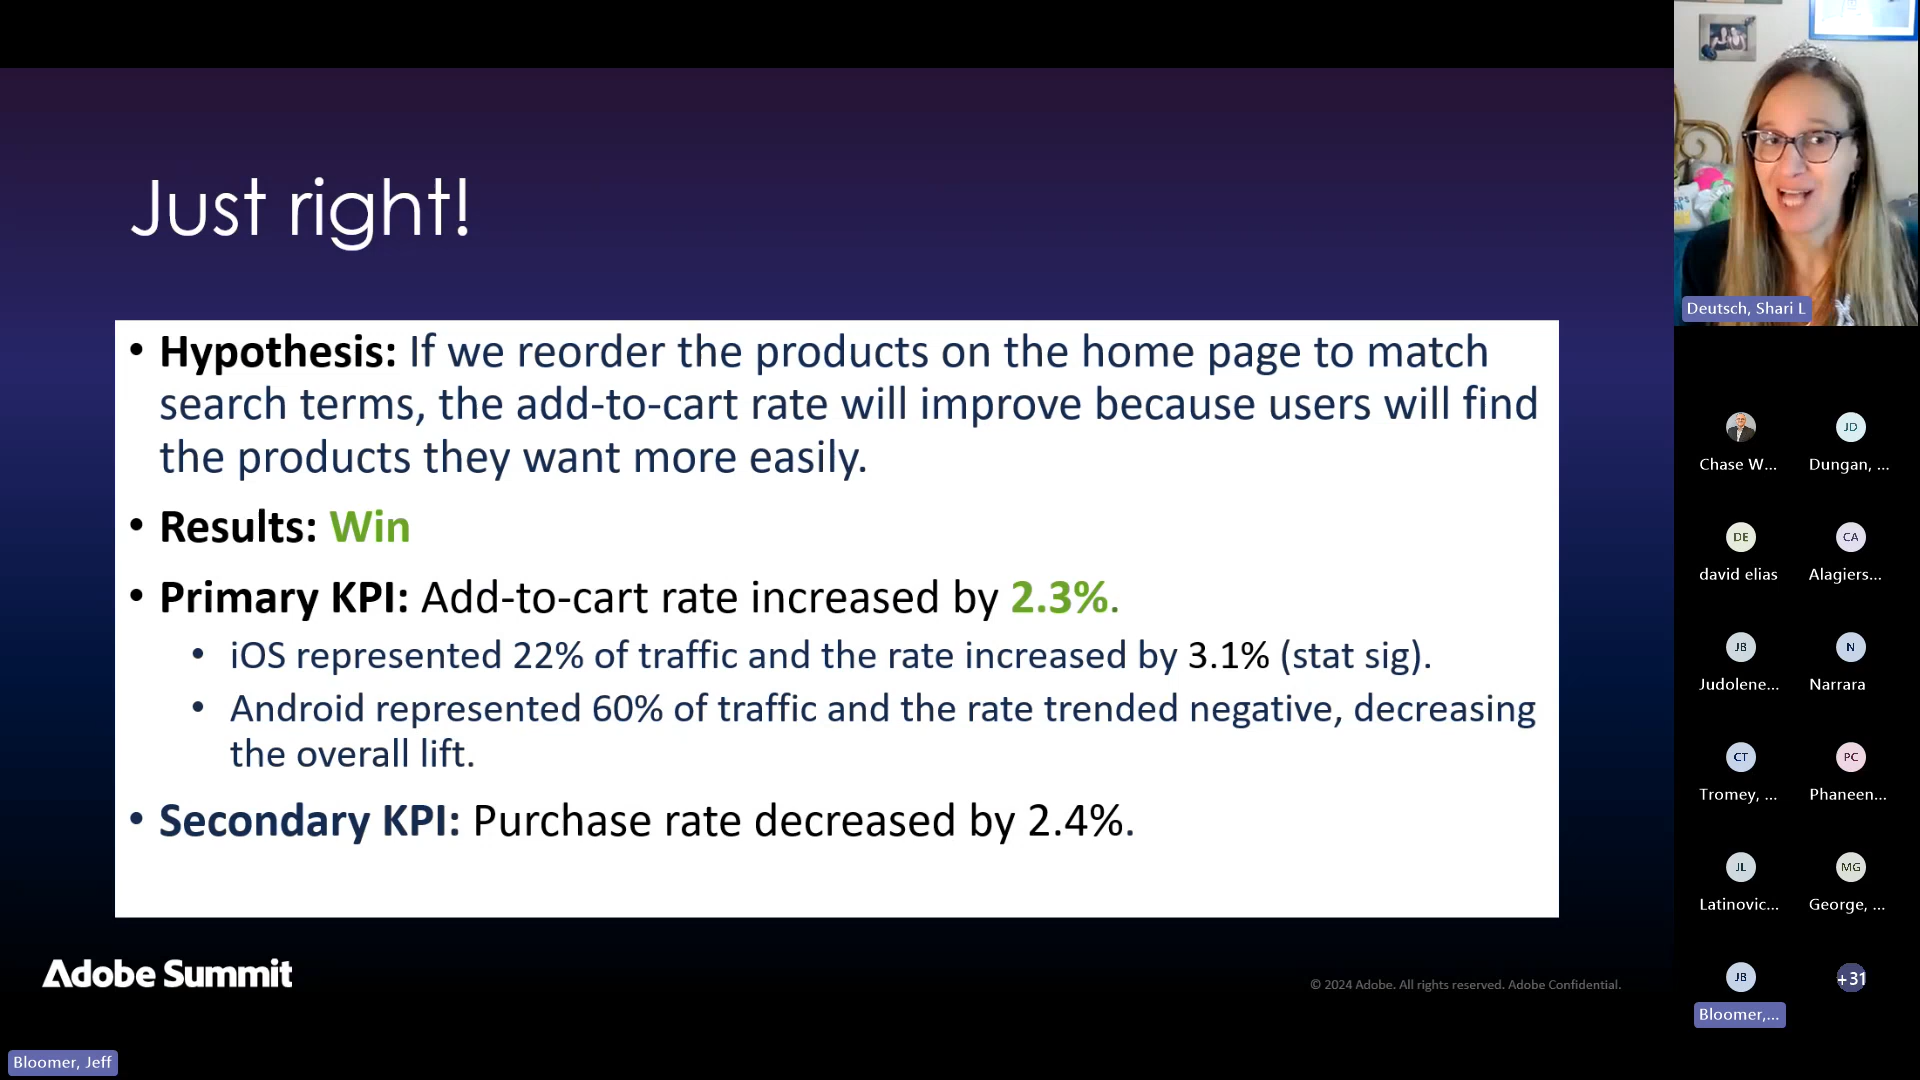 Just right!
• Hypothesis: If we reorder the products on the home page to match
search terms, the add-to-cart rate will improve because users will find
the products they want more easily.
• Results: Win
• Primary KPI: Add-to-cart rate increased by 2.3%.
• iOS represented 22% of traffic and the rate increased by 3.1% (stat sig).
• Android represented 60% of traffic and the rate trended negative, decreasing
the overall lift.
• Secondary KPI: Purchase rate decreased by 2.4%.
Adobe Summit
© 2024 Adobe. All rights reserved. Adobe Confidential.
Bloomer, Jeff
Deutsch, Shari L
Chase W...
JD
Dungan, ...
DE
david elias
CA
Alagiers...
JB
Judolene...
N
Narrara
CT
Tromey, ...
PC
Phaneen...
JL
Latinovic...
MG
George, ...
JB
Bloomer,...
+31